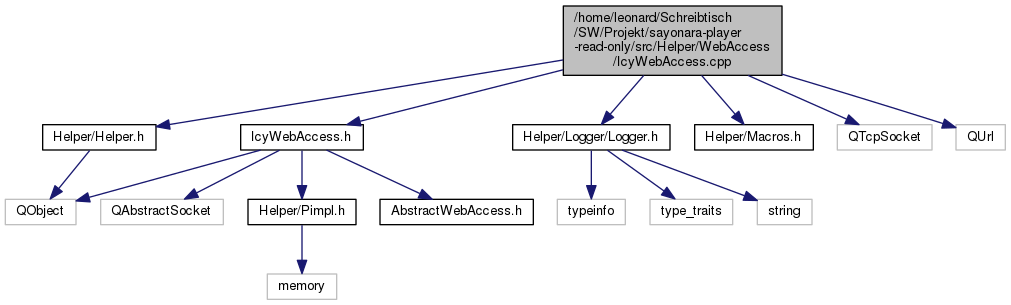 /home/leonard/Schreibtisch
/SW/Projekt/sayonara-player
-read-only/src/Helper/WebAccess
/IcyWebAccess.cpp
Helper/Helper.h
IcyWebAccess.h
Helper/Logger/Logger.h
Helper/Macros.h
QTcpSocket
QUrl
QObject
QAbstractSocket
Helper/Pimpl.h
AbstractWebAccess.h
typeinfo
type_traits
string
memory